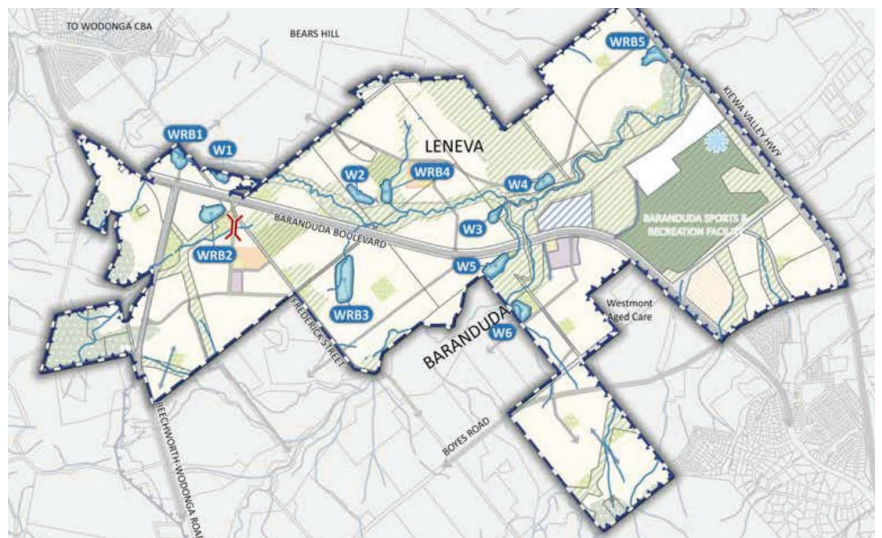 TO WODONGA CBA
BEARS HILL
WRB5
KIEWA VALLEY HWY
WRB1
W1
LENEVA
W2
WRB4
W4
W3
BARANDUDA BOULEVARD
BARANDUDA SPORTS &
RECREATION FACILITY
WRB2
W5
WRB3
FREDERICK STREET
BARANDUDA
W6
Westmont
Aged Care
BOYES ROAD
BEECHWORTH-WODONGA ROAD